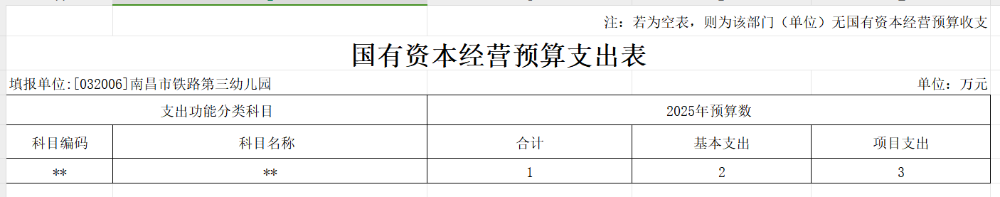 注：若为空表，则为该部门（单位）无国有资本经营预算收支
国有资本经营预算支出表
填报单位:[032006]南昌市铁路第三幼儿园 单位：万元
支出功能分类科目 2025年预算数
科目编码 科目名称 合计 基本支出 项目支出
** ** 1 2 3